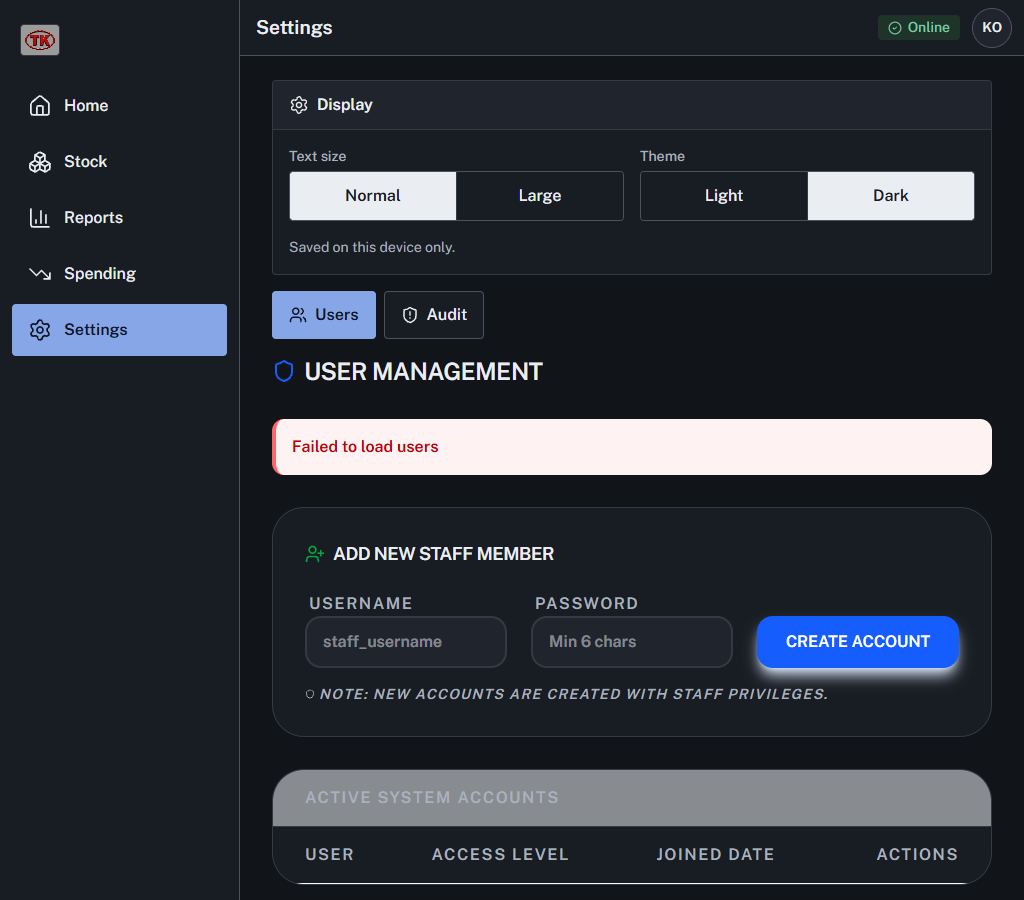 TK
Settings
Online
KO
Home
Stock
Reports
Spending
Settings
Display
Text size
Theme
Normal
Large
Light
Dark
Saved on this device only.
Users
Audit
USER MANAGEMENT
Failed to load users
ADD NEW STAFF MEMBER
USERNAME
PASSWORD
staff_username
Min 6 chars
CREATE ACCOUNT
NOTE: NEW ACCOUNTS ARE CREATED WITH STAFF PRIVILEGES.
ACTIVE SYSTEM ACCOUNTS
USER ACCESS LEVEL JOINED DATE ACTIONS